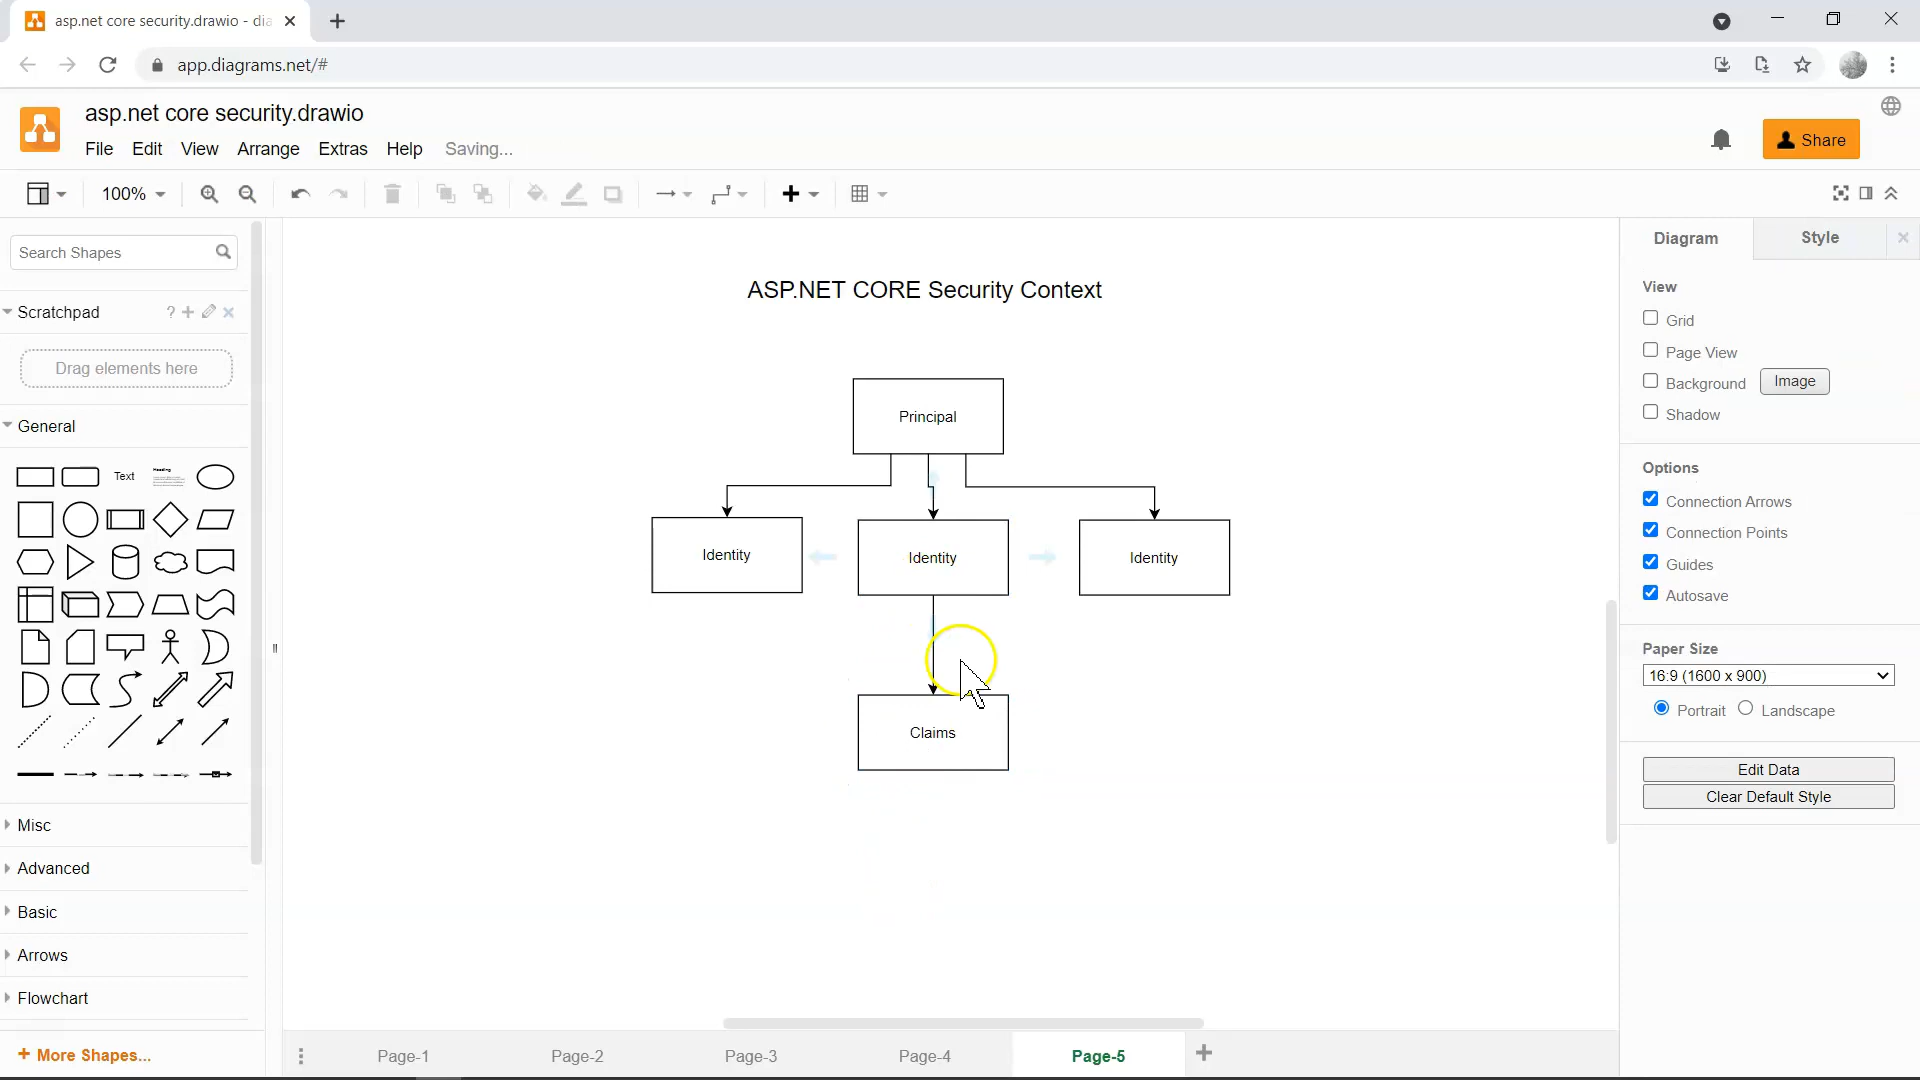 asp.net core security.drawio - dia
app.diagrams.net/#
asp.net core security.drawio
File Edit View Arrange Extras Help Saving...
Share
100%
Search Shapes
Scratchpad
?
Drag elements here
General
Text
Heading
Misc
Advanced
Basic
Arrows
Flowchart
+ More Shapes...
ASP.NET CORE Security Context
Principal
Identity
Identity
Identity
Claims
Page-1 Page-2 Page-3 Page-4 Page-5
Diagram Style
View
Grid
Page View
Background Image
Shadow
Options
Connection Arrows
Connection Points
Guides
Autosave
Paper Size
16:9 (1600 x 900)
Portrait Landscape
Edit Data
Clear Default Style